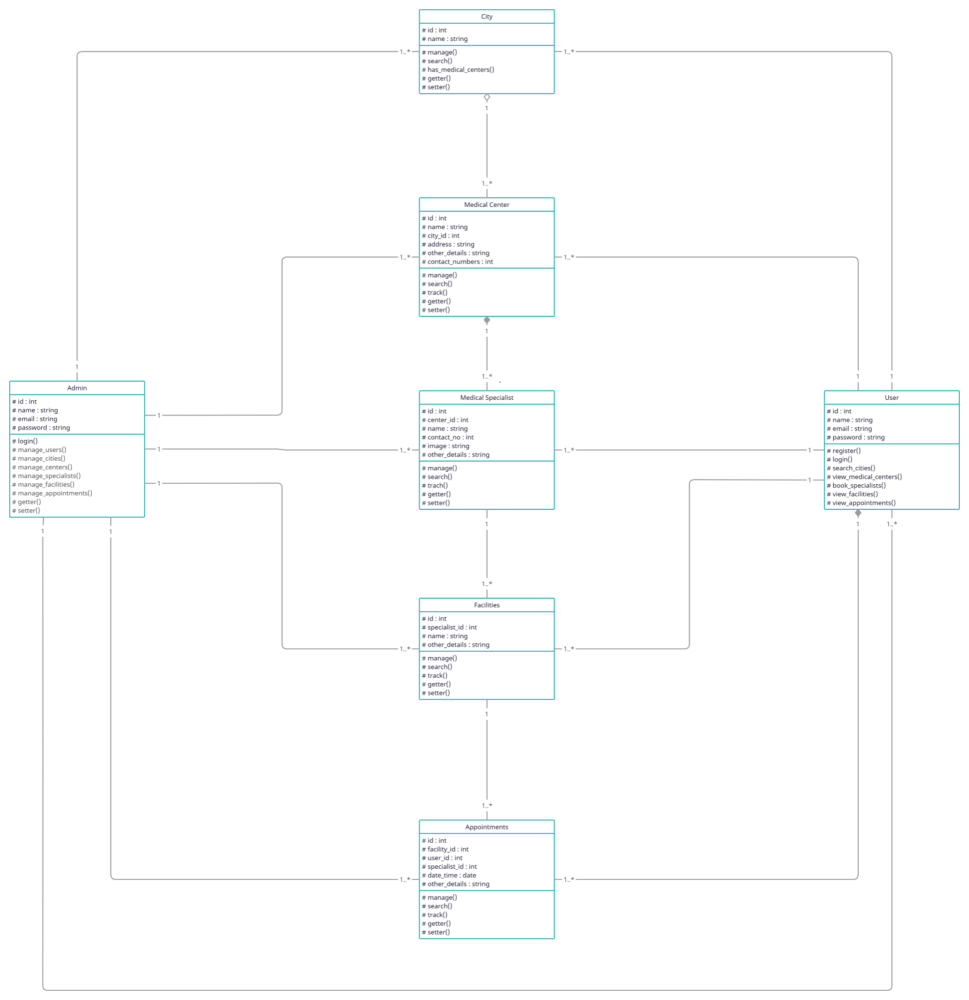 City
# id : int
# name : string
# manage()
# search()
# has_medical_centers()
# getter()
# setter()
1..*
1..*
1
1..*
Medical Center
# id : int
# name : string
# city_id : int
# address : string
# other_details : string
# contact_numbers : int
# manage()
# search()
# track()
# getter()
# setter()
1..*
1..*
1
1..*
.
1
1
1
Admin
# id : int
# name : string
# email : string
# password : string
# login()
# manage_users()
# manage_cities()
# manage_centers()
# manage_specialists()
# manage_facilities()
# manage_appointments()
# getter()
# setter()
1
1
1
1
1
Medical Specialist
# id : int
# center_id : int
# name : string
# contact_no : int
# image : string
# other_details : string
# manage()
# search()
# trach()
# getter()
# setter()
1..*
1..*
1
1..*
User
# id : int
# name : string
# email : string
# password : string
# register()
# login()
# search_cities()
# view_medical_centers()
# book_specialists()
# view_facilities()
# view_appointments()
1
1
1
1..*
Facilities
# id : int
# specialist_id : int
# name : string
# other_details : string
# manage()
# search()
# track()
# getter()
# setter()
1..*
1..*
1
1..*
Appointments
# id : int
# facility_id : int
# user_id : int
# specialist_id : int
# date_time : date
# other_details : string
# manage()
# search()
# track()
# getter()
# setter()
1..*
1..*